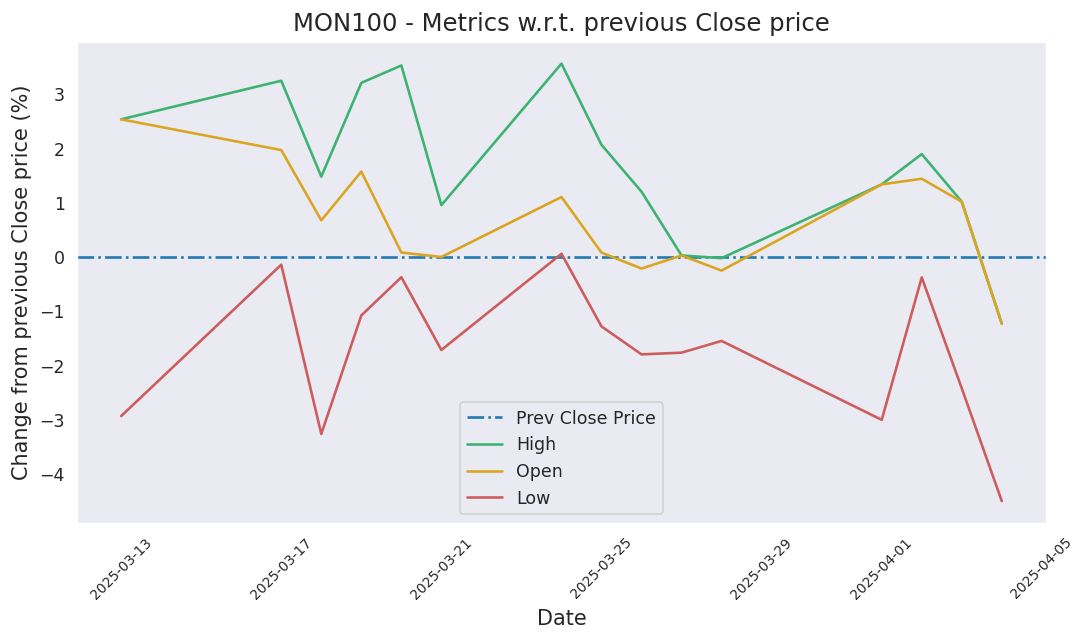 MON100 - Metrics w.r.t. previous Close price
Change from previous Close price (%)
3
2
1
0
−1
−2
−3
−4
Prev Close Price
High
Open
Low
2025-03-13
2025-03-17
2025-03-21
2025-03-25
2025-03-29
2025-04-01
2025-04-05
Date